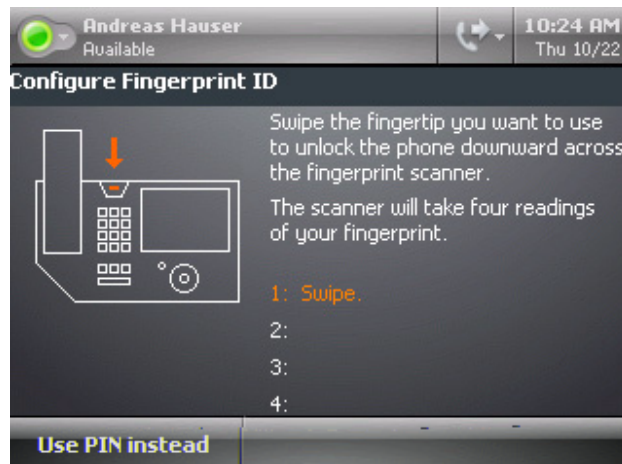 Andreas Hauser
Available
10:24 AM
Thu 10/22
Configure Fingerprint ID
Swipe the fingertip you want to use
to unlock the phone downward across
the fingerprint scanner.
The scanner will take four readings
of your fingerprint.
1: Swipe.
2:
3:
4:
Use PIN instead